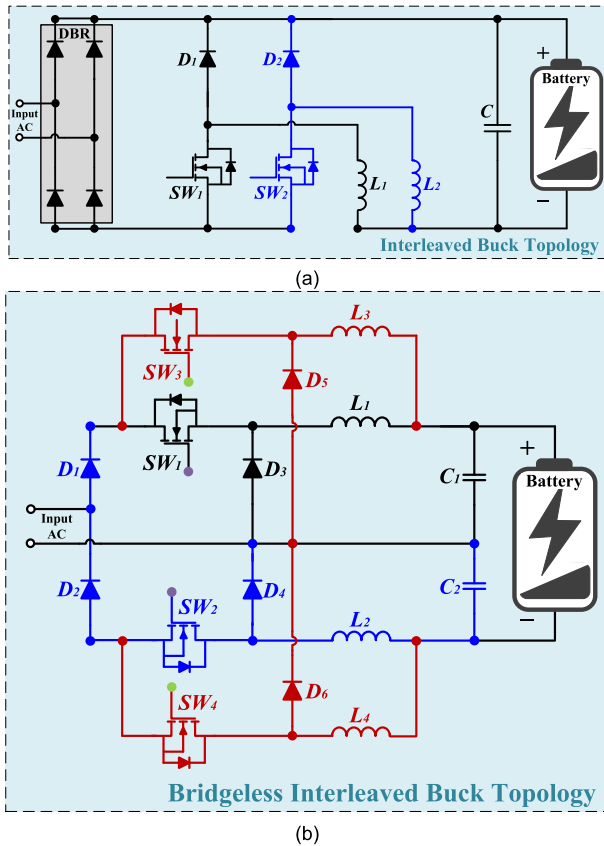 DBR
D1
D2
Input
AC
SW1
SW2
L1
L2
C
+
Battery
−
Interleaved Buck Topology
(a)
L3
SW3
D5
L1
D1
SW1
D3
C1
+
Battery
Input
AC
D2
SW2
D4
C2
L2
−
SW4
D6
L4
Bridgeless Interleaved Buck Topology
(b)